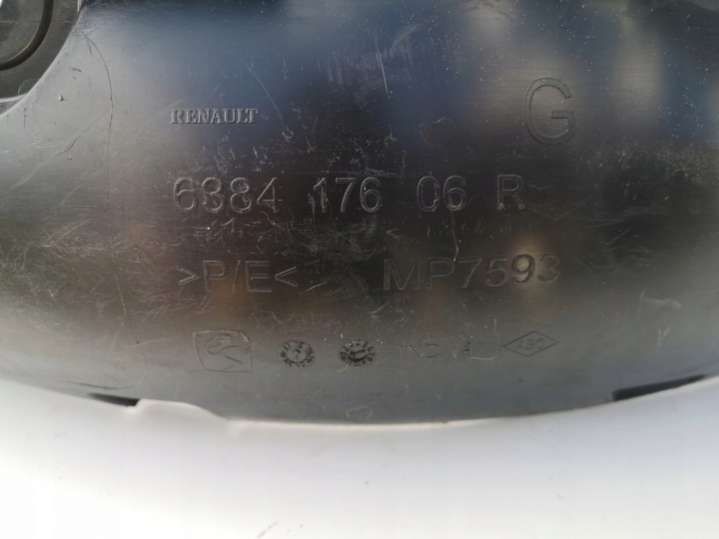 RENAULT G
6384 176 06 R
>P/E< MP7593